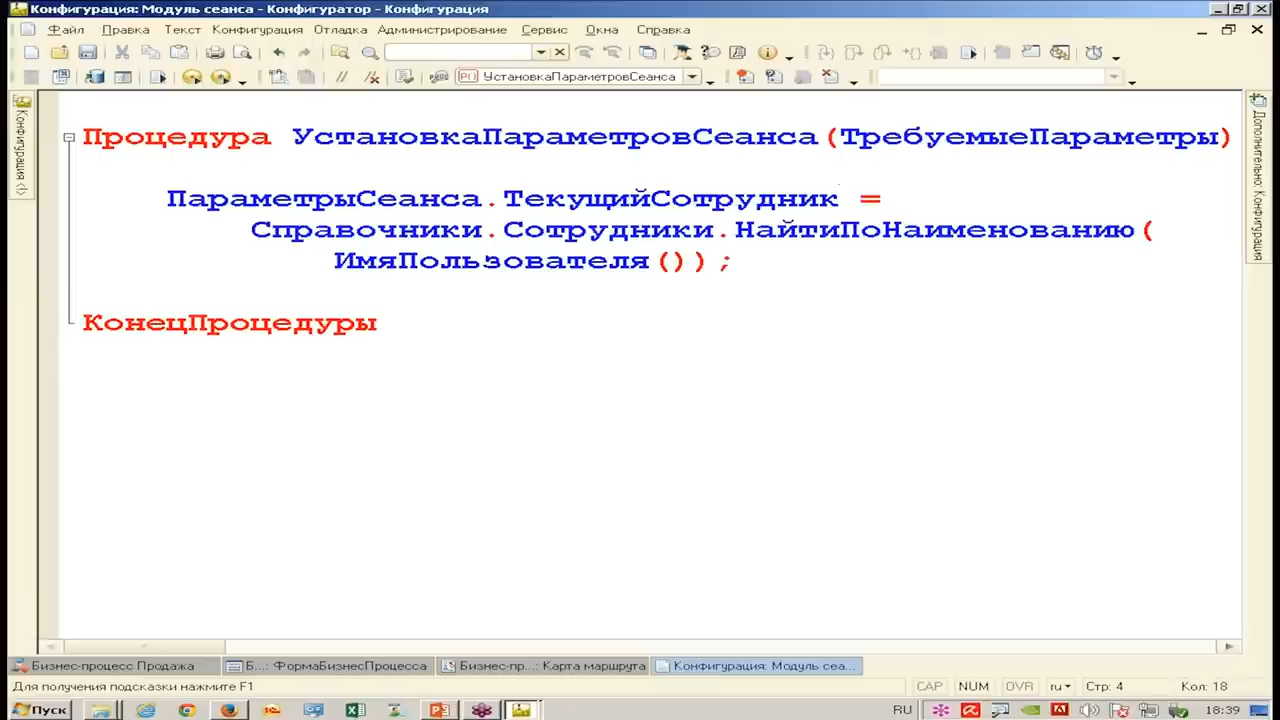 Конфигурация: Модуль сеанса - Конфигуратор - Конфигурация
Файл Правка Текст Конфигурация Отладка Администрирование Сервис Окна Справка
УстановкаПараметровСеанса
Конфигурация
Дополнительно: Конфигурация
Процедура УстановкаПараметровСеанса(ТребуемыеПараметры)
ПараметрыСеанса.ТекущийСотрудник =
Справочники.Сотрудники.НайтиПоНаименованию(
ИмяПользователя());
КонецПроцедуры
Бизнес-процесс Продажа Б...: ФормаБизнесПроцесса Бизнес-пр...: Карта маршрута Конфигурация: Модуль сеа...
Для получения подсказки нажмите F1 CAP NUM OVR ru Стр: 4 Кол: 18
Пуск RU 18:39